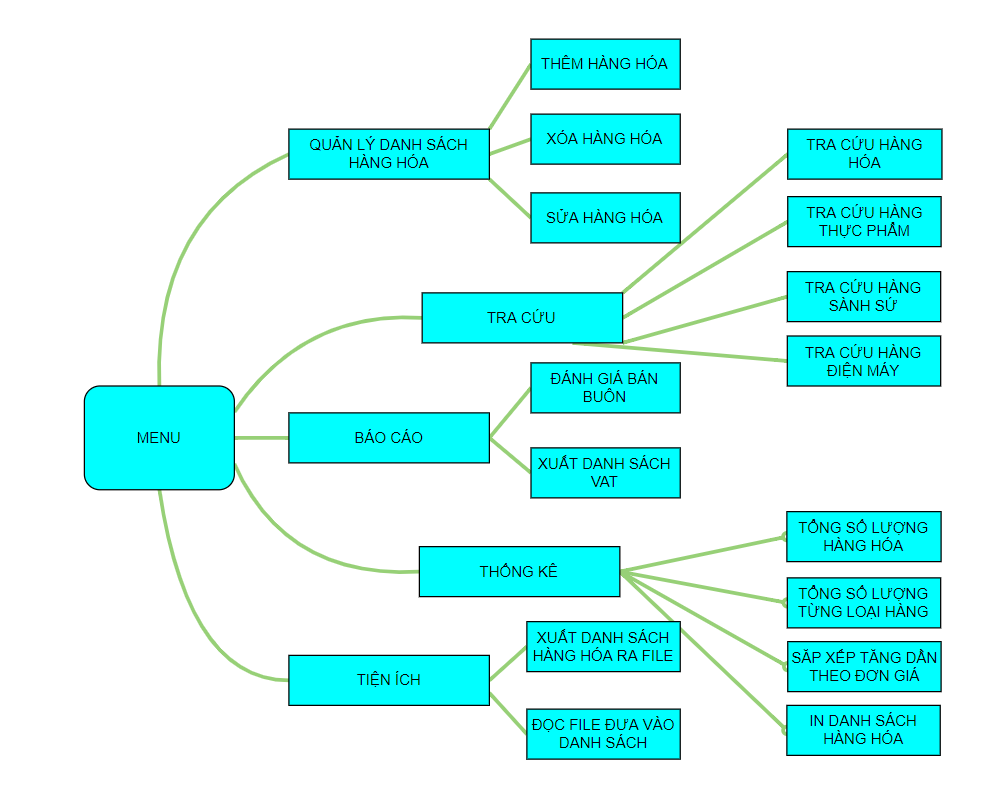 MENU
QUẢN LÝ DANH SÁCH
HÀNG HÓA
THÊM HÀNG HÓA
XÓA HÀNG HÓA
SỬA HÀNG HÓA
TRA CỨU
TRA CỨU HÀNG
HÓA
TRA CỨU HÀNG
THỰC PHẨM
TRA CỨU HÀNG
SÀNH SỨ
TRA CỨU HÀNG
ĐIỆN MÁY
BÁO CÁO
ĐÁNH GIÁ BÁN
BUÔN
XUẤT DANH SÁCH
VAT
THỐNG KÊ
TỔNG SỐ LƯỢNG
HÀNG HÓA
TỔNG SỐ LƯỢNG
TỪNG LOẠI HÀNG
SẮP XẾP TĂNG DẦN
THEO ĐƠN GIÁ
IN DANH SÁCH
HÀNG HÓA
TIỆN ÍCH
XUẤT DANH SÁCH
HÀNG HÓA RA FILE
ĐỌC FILE ĐƯA VÀO
DANH SÁCH